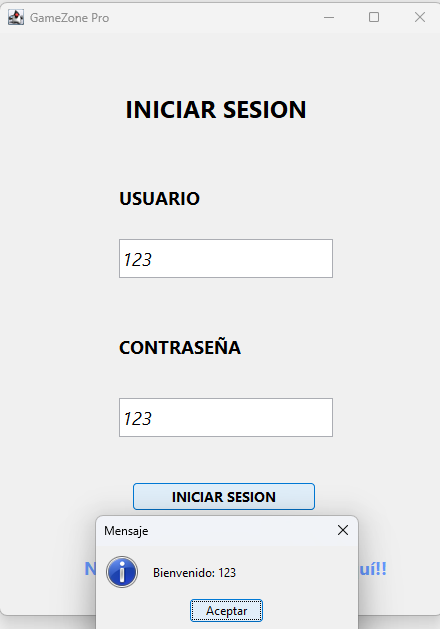 GameZone Pro
INICIAR SESION
USUARIO
123
CONTRASEÑA
123
INICIAR SESION
Mensaje
Bienvenido: 123
Aceptar